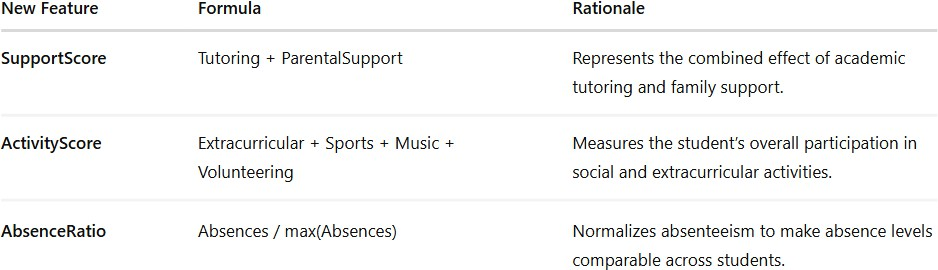 New Feature Formula Rationale
SupportScore Tutoring + ParentalSupport Represents the combined effect of academic
tutoring and family support.
ActivityScore Extracurricular + Sports + Music + Measures the student’s overall participation in
Volunteering social and extracurricular activities.
AbsenceRatio Absences / max(Absences) Normalizes absenteeism to make absence levels
comparable across students.